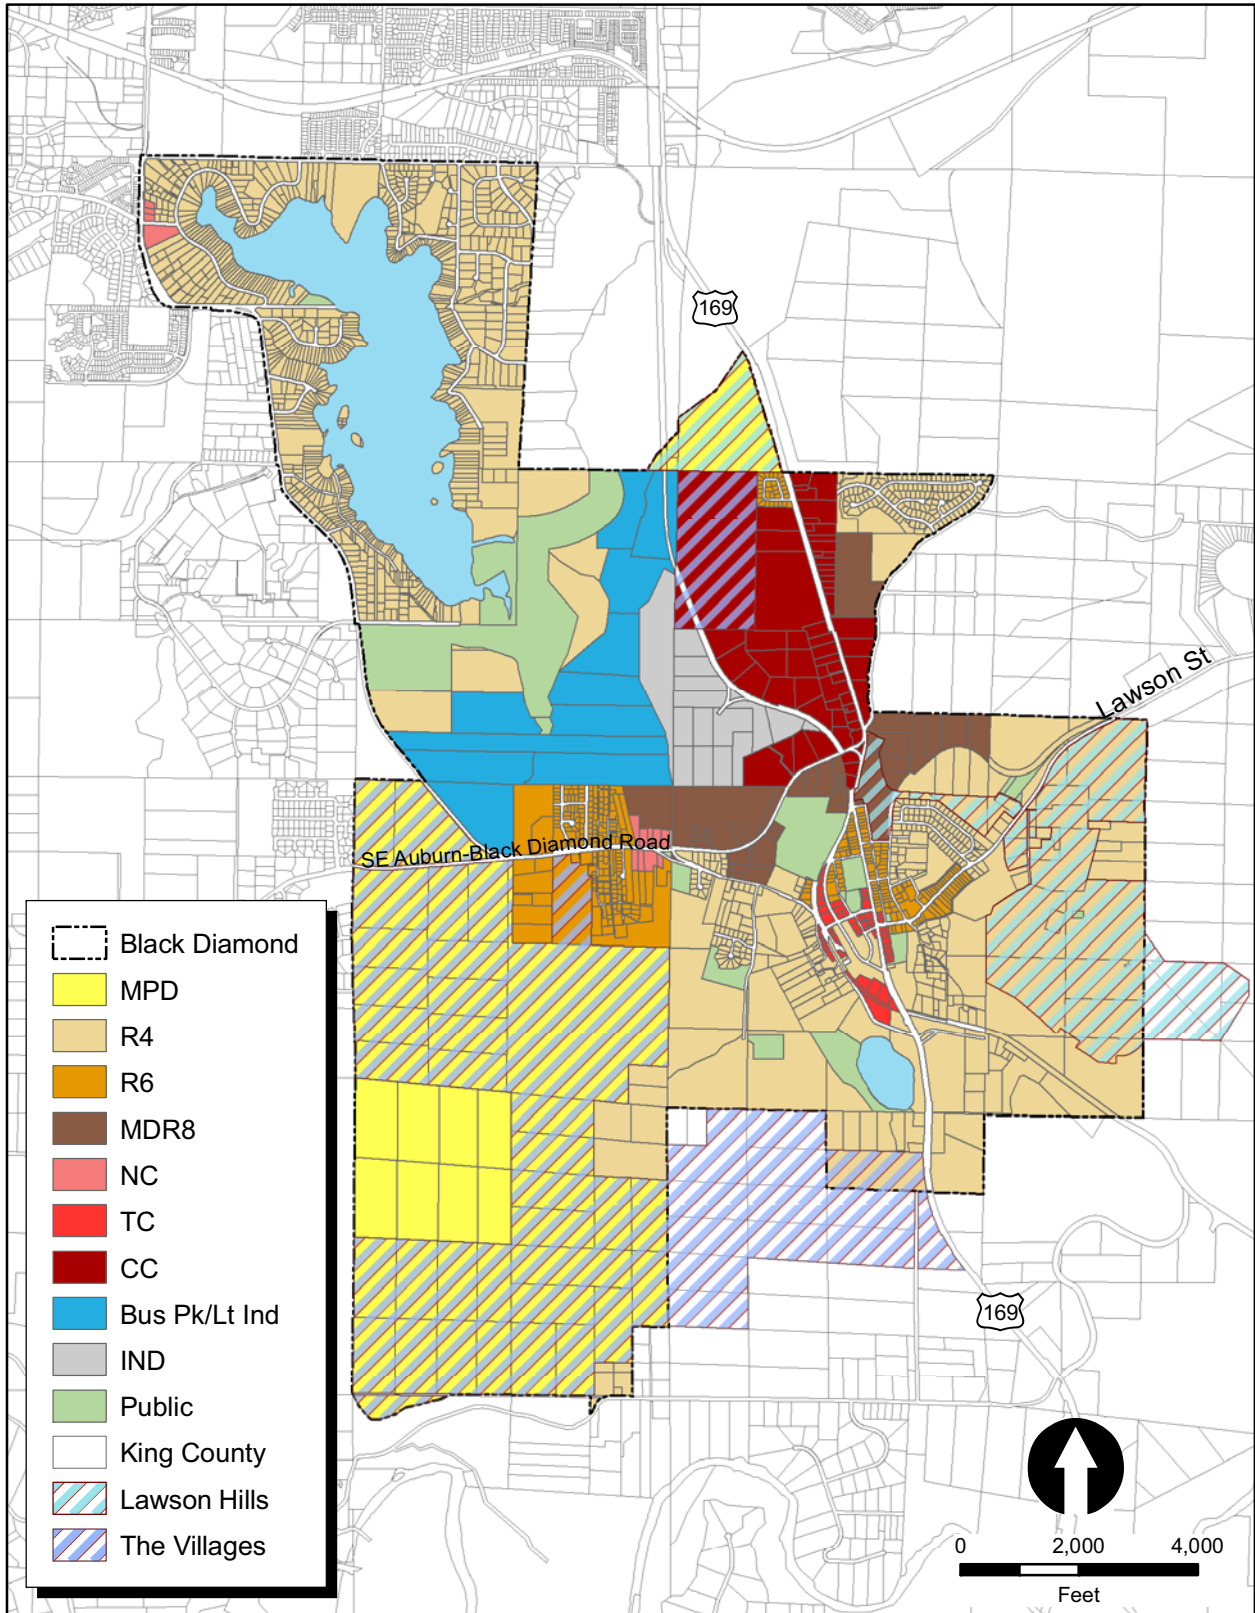 169
Lawson St
SE Auburn-Black Diamond Road
Black Diamond
MPD
R4
R6
MDR8
NC
TC
CC
Bus Pk/Lt Ind
IND
Public
King County
Lawson Hills
The Villages
169
0 2,000 4,000
Feet